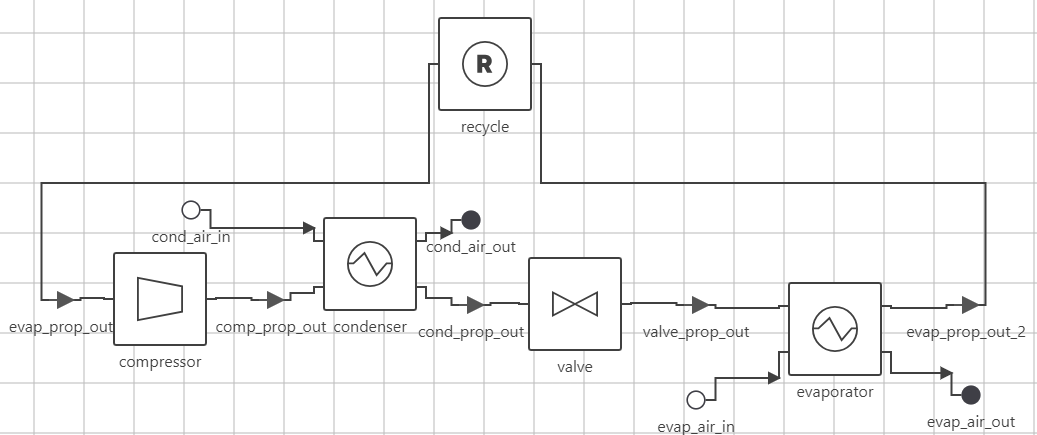 R
recycle
cond_air_in
cond_air_out
evap_prop_out
comp_prop_out
condenser
cond_prop_out
valve_prop_out
evap_prop_out_2
compressor
valve
evaporator
evap_air_in
evap_air_out